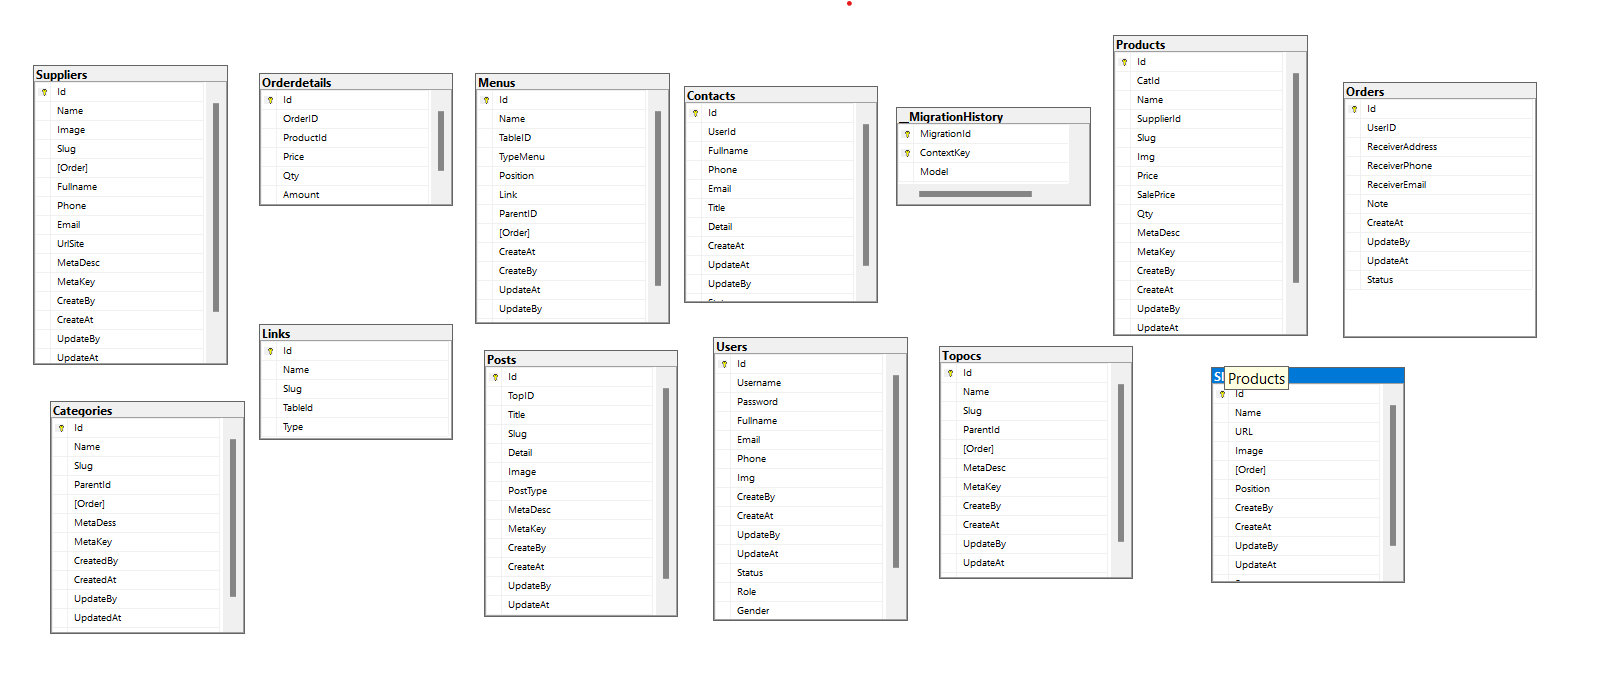 Suppliers
Id
Name
Image
Slug
[Order]
Fullname
Phone
Email
UrlSite
MetaDesc
MetaKey
CreateBy
CreateAt
UpdateBy
UpdateAt
Orderdetails
Id
OrderID
ProductId
Price
Qty
Amount
Menus
Id
Name
TableID
TypeMenu
Position
Link
ParentID
[Order]
CreateAt
CreateBy
UpdateAt
UpdateBy
Contacts
Id
UserId
Fullname
Phone
Email
Title
Detail
CreateAt
UpdateAt
UpdateBy
__MigrationHistory
MigrationId
ContextKey
Model
Products
Id
CatId
Name
SupplierId
Slug
Img
Price
SalePrice
Qty
MetaDesc
MetaKey
CreateBy
CreateAt
UpdateBy
UpdateAt
Orders
Id
UserID
ReceiverAddress
ReceiverPhone
ReceiverEmail
Note
CreateAt
UpdateBy
UpdateAt
Status
Categories
Id
Name
Slug
ParentId
[Order]
MetaDess
MetaKey
CreatedBy
CreatedAt
UpdateBy
UpdatedAt
Links
Id
Name
Slug
TableId
Type
Posts
Id
TopID
Title
Slug
Detail
Image
PostType
MetaDesc
MetaKey
CreateBy
CreateAt
UpdateBy
UpdateAt
Users
Id
Username
Password
Fullname
Email
Phone
Img
CreateBy
CreateAt
UpdateBy
UpdateAt
Status
Role
Gender
Topocs
Id
Name
Slug
ParentId
[Order]
MetaDesc
MetaKey
CreateBy
CreateAt
UpdateBy
UpdateAt
Products
Id
Name
URL
Image
[Order]
Position
CreateBy
CreateAt
UpdateBy
UpdateAt